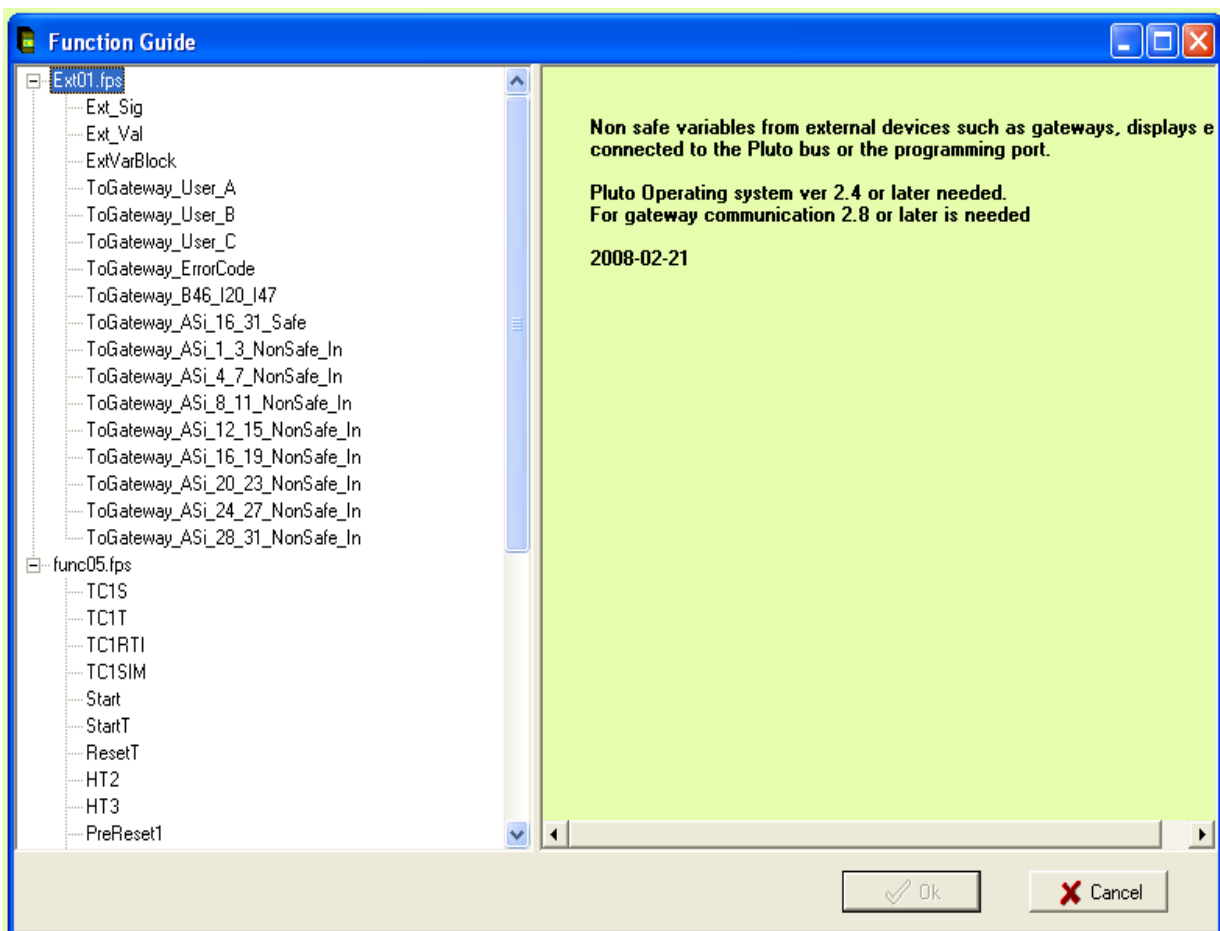 Function Guide
Ext01.fps
Ext_Sig
Ext_Val
ExtVarBlock
ToGateway_User_A
ToGateway_User_B
ToGateway_User_C
ToGateway_ErrorCode
ToGateway_B46_I20_I47
ToGateway_ASi_16_31_Safe
ToGateway_ASi_1_3_NonSafe_In
ToGateway_ASi_4_7_NonSafe_In
ToGateway_ASi_8_11_NonSafe_In
ToGateway_ASi_12_15_NonSafe_In
ToGateway_ASi_16_19_NonSafe_In
ToGateway_ASi_20_23_NonSafe_In
ToGateway_ASi_24_27_NonSafe_In
ToGateway_ASi_28_31_NonSafe_In
func05.fps
TC1S
TC1T
TC1RTI
TC1SIM
Start
StartT
ResetT
HT2
HT3
PreReset1
Non safe variables from external devices such as gateways, displays e
connected to the Pluto bus or the programming port.
Pluto Operating system ver 2.4 or later needed.
For gateway communication 2.8 or later is needed
2008-02-21
Ok
Cancel